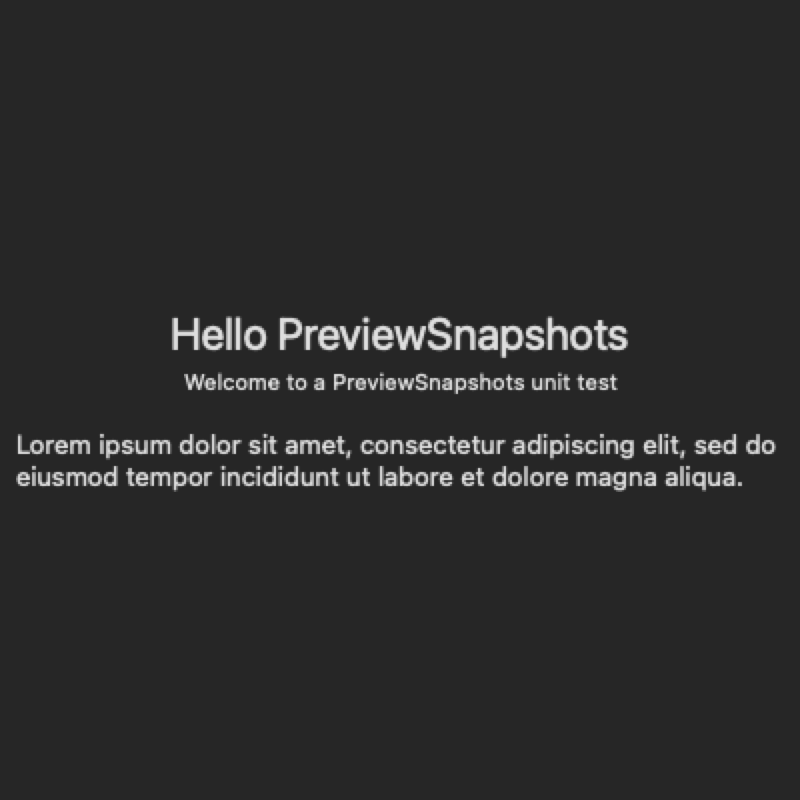 Hello PreviewSnapshots
Welcome to a PreviewSnapshots unit test
Lorem ipsum dolor sit amet, consectetur adipiscing elit, sed do
eiusmod tempor incididunt ut labore et dolore magna aliqua.